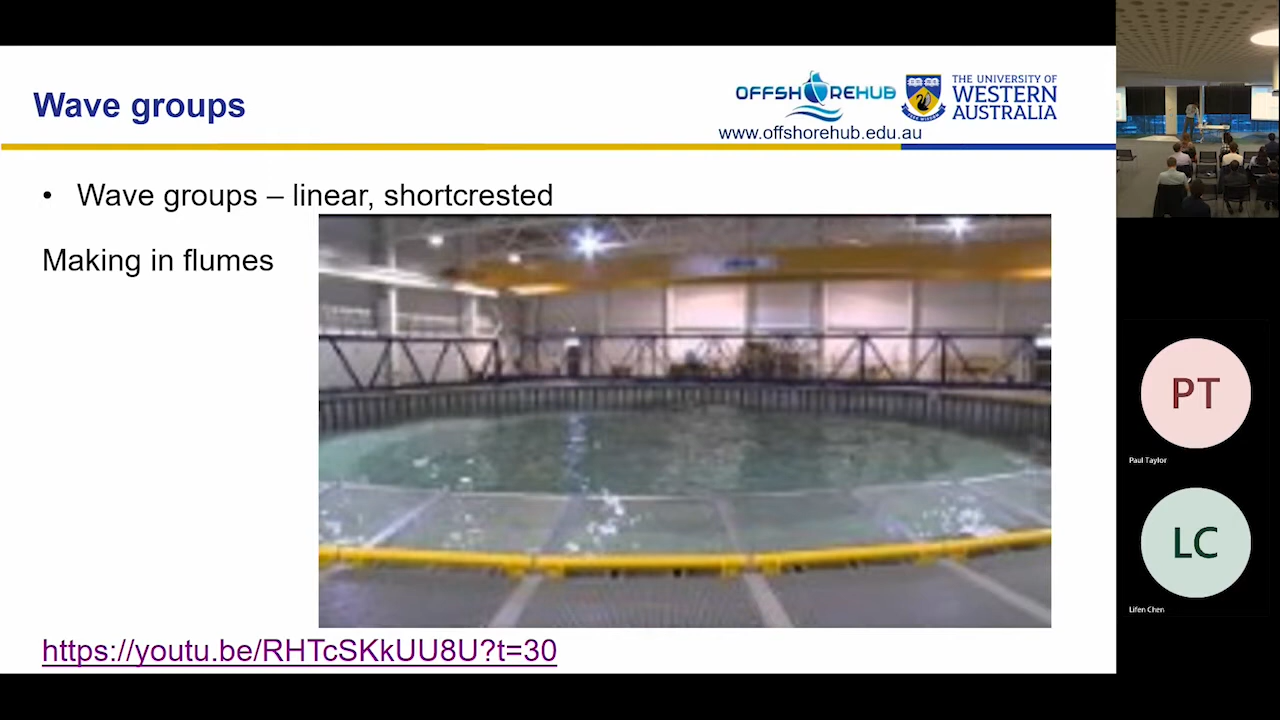 Wave groups
OFFSHOREHUB
www.offshorehub.edu.au
THE UNIVERSITY OF
WESTERN
AUSTRALIA
• Wave groups – linear, shortcrested
Making in flumes
https://youtu.be/RHTcSKkUU8U?t=30
PT
Paul Taylor
LC
Lifen Chen